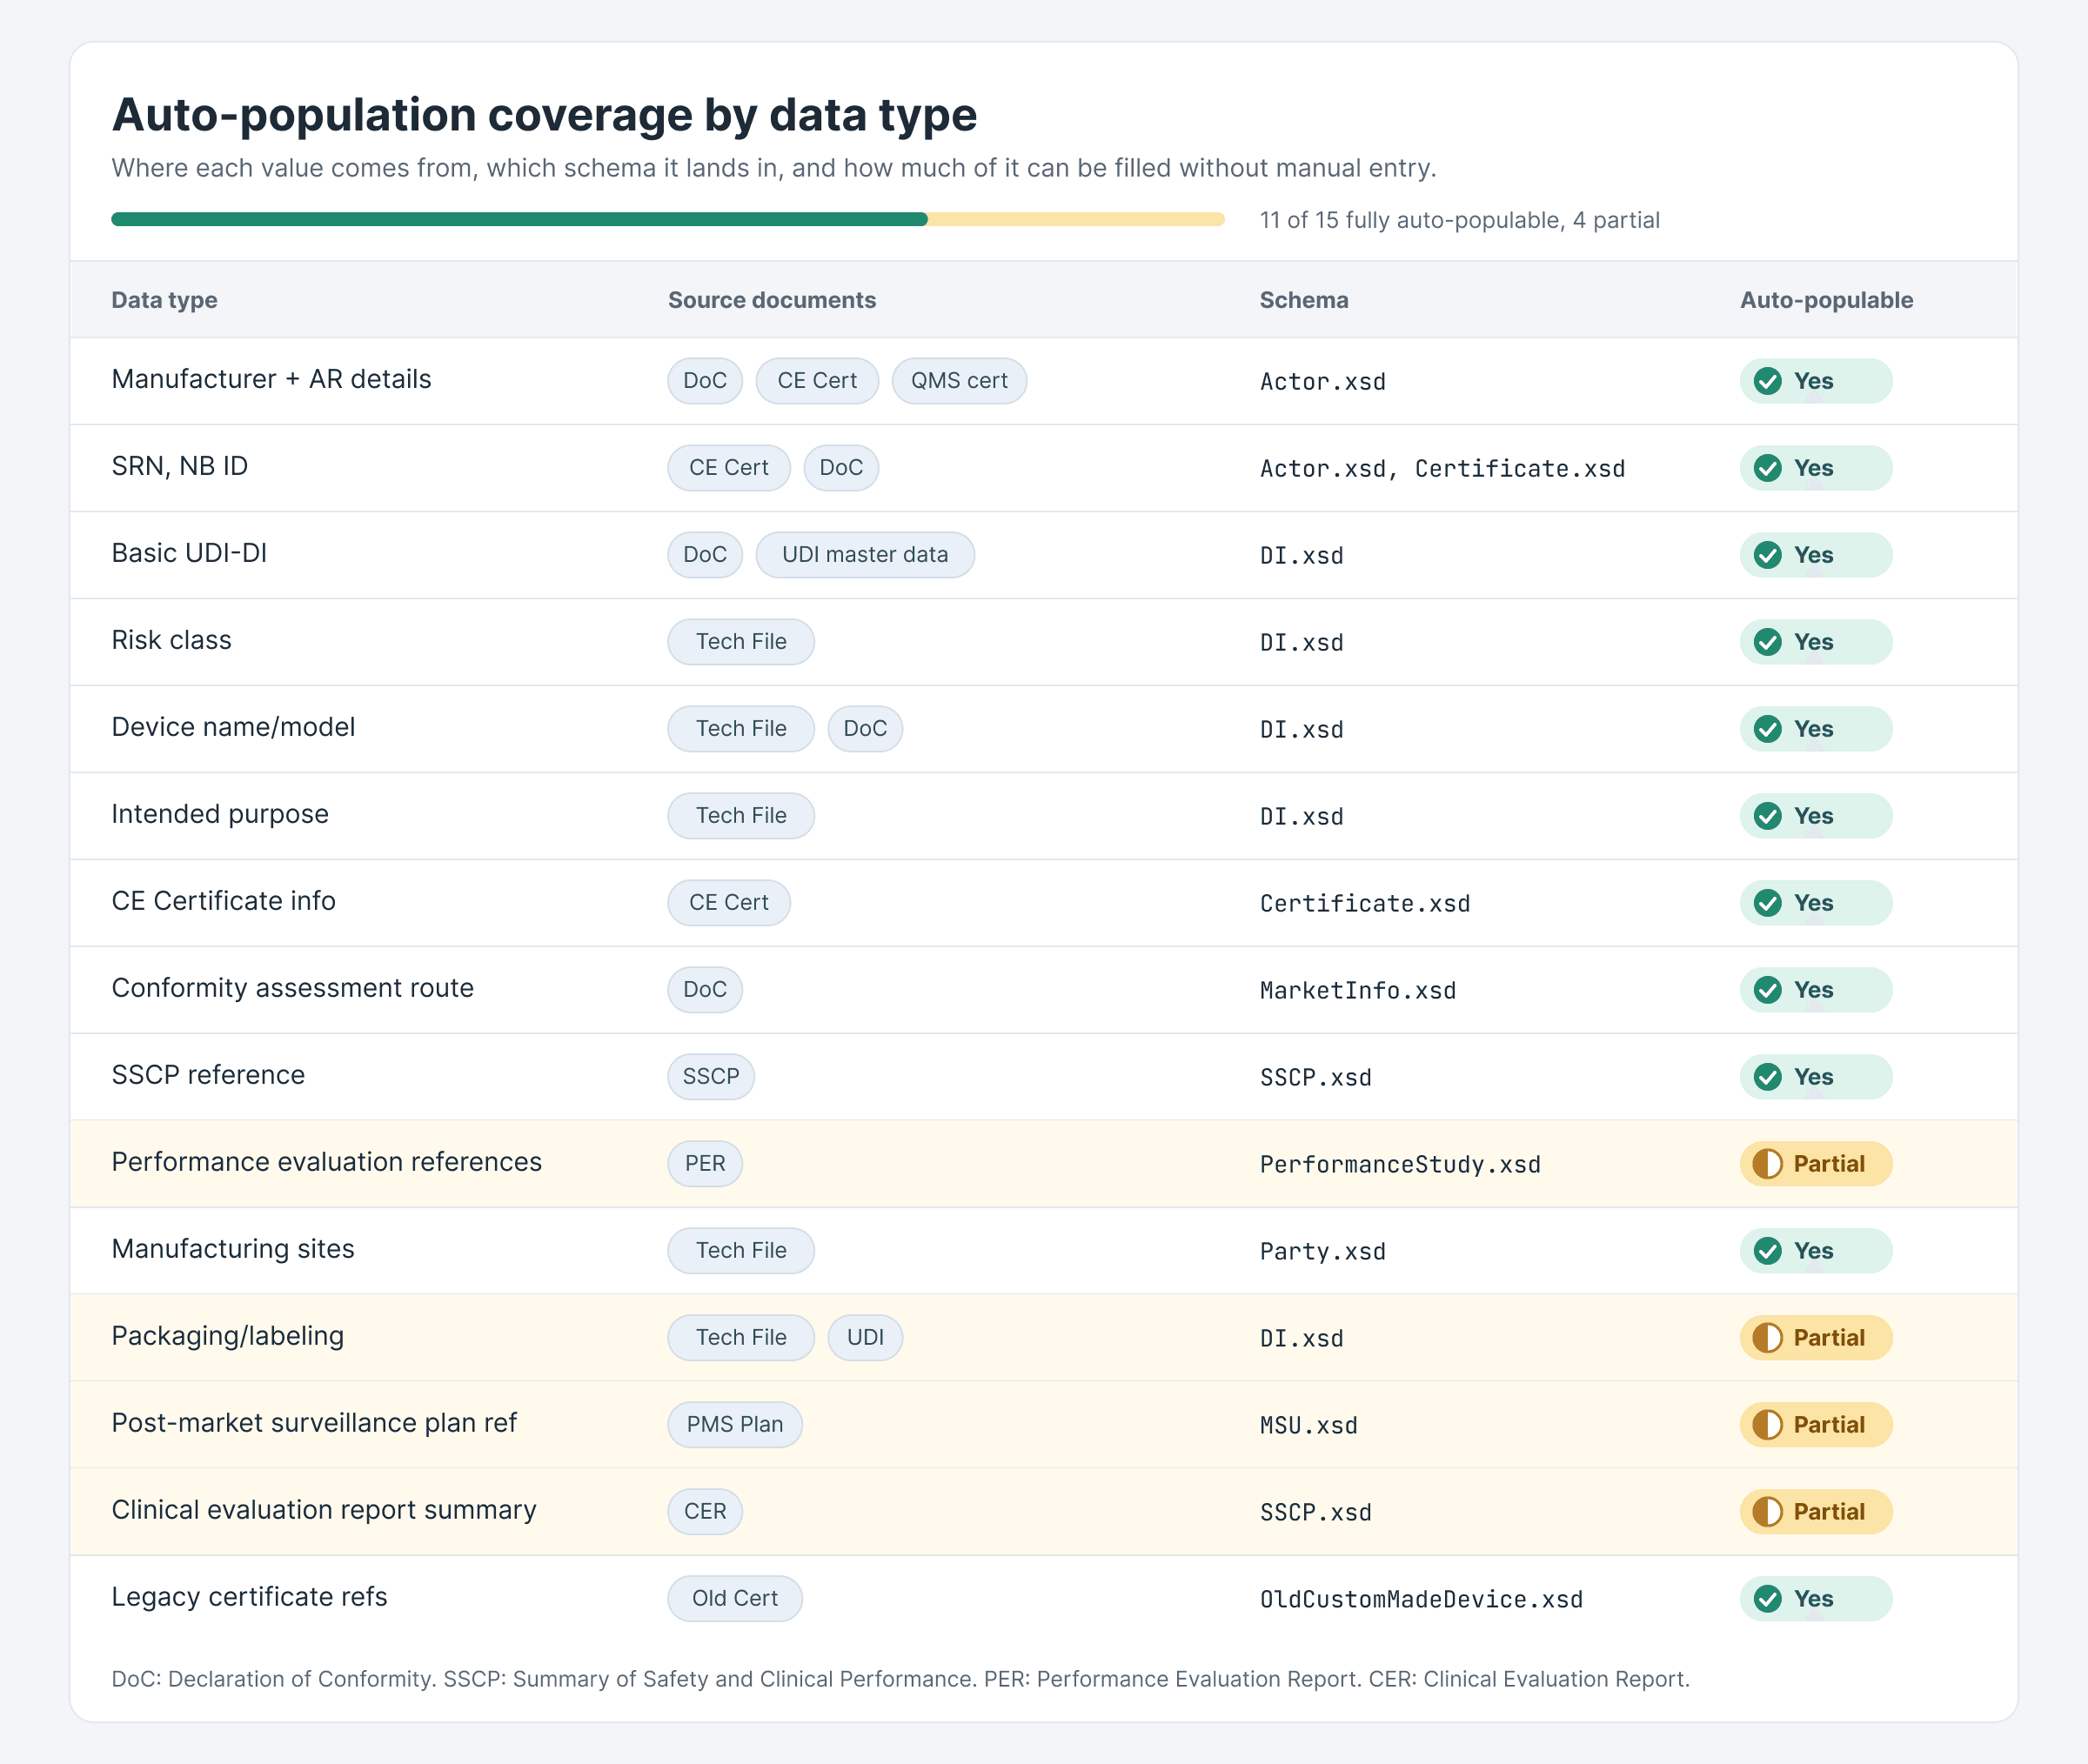 Auto-population coverage by data type
Where each value comes from, which schema it lands in, and how much of it can be filled without manual entry.
11 of 15 fully auto-populable, 4 partial
Data type Source documents Schema Auto-populable
Manufacturer + AR details DoC CE Cert QMS cert Actor.xsd Yes
SRN, NB ID CE Cert DoC Actor.xsd, Certificate.xsd Yes
Basic UDI-DI DoC UDI master data DI.xsd Yes
Risk class Tech File DI.xsd Yes
Device name/model Tech File DoC DI.xsd Yes
Intended purpose Tech File DI.xsd Yes
CE Certificate info CE Cert Certificate.xsd Yes
Conformity assessment route DoC MarketInfo.xsd Yes
SSCP reference SSCP SSCP.xsd Yes
Performance evaluation references PER PerformanceStudy.xsd Partial
Manufacturing sites Tech File Party.xsd Yes
Packaging/labeling Tech File UDI DI.xsd Partial
Post-market surveillance plan ref PMS Plan MSU.xsd Partial
Clinical evaluation report summary CER SSCP.xsd Partial
Legacy certificate refs Old Cert OldCustomMadeDevice.xsd Yes
DoC: Declaration of Conformity. SSCP: Summary of Safety and Clinical Performance. PER: Performance Evaluation Report. CER: Clinical Evaluation Report.